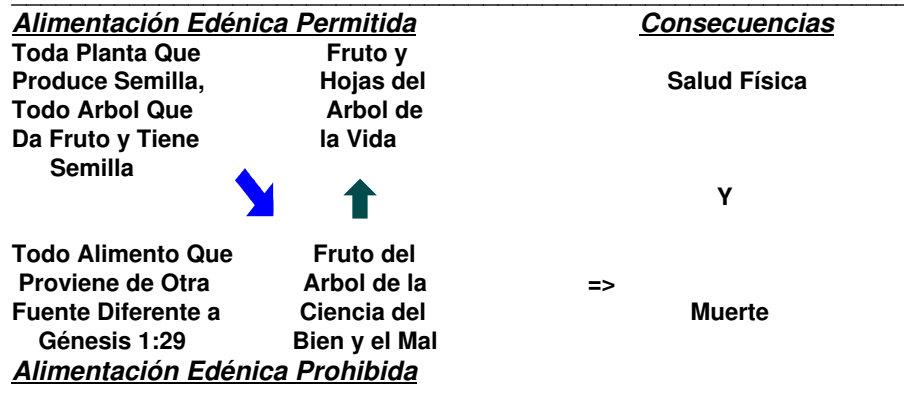 Alimentación Edénica Permitida Consecuencias
Toda Planta Que Fruto y
Produce Semilla, Hojas del Salud Física
Todo Arbol Que Arbol de
Da Fruto y Tiene la Vida
Semilla
Y
Todo Alimento Que Fruto del
Proviene de Otra Arbol de la =>
Fuente Diferente a Ciencia del Muerte
Génesis 1:29 Bien y el Mal
Alimentación Edénica Prohibida